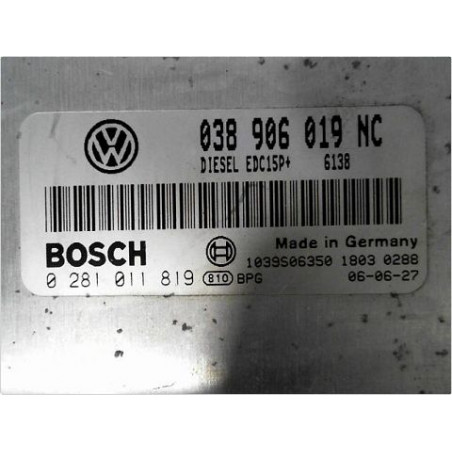 038 906 019 NC
DIESEL EDC15P+ 6138
BOSCH
Made in Germany
1039S06350 1803 0288
0 281 011 819 810 BPG 06-06-27